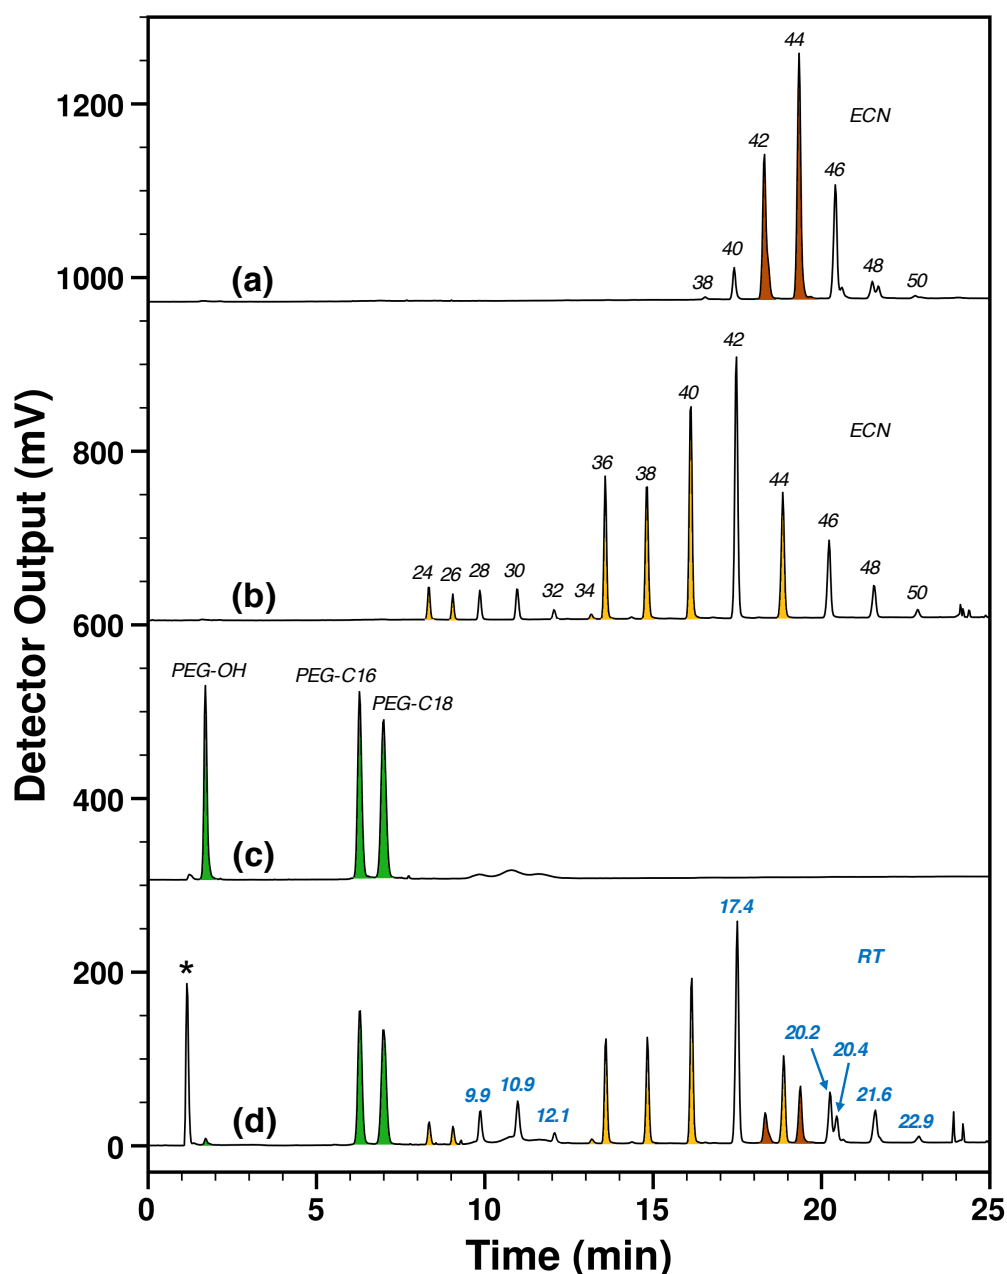 44
1200
ECN
42
46
40
48
38
50
1000
(a)
42
800
40
ECN
36
38
44
46
24 26 28 30 32 34
48
50
(b)
600
PEG-OH
PEG-C16
PEG-C18
400
(c)
17.4
RT
*
200
20.2
20.4
9.9
10.9
12.1
21.6
22.9
(d)
0
0 5 10 15 20 25
Time (min)
Detector Output (mV)